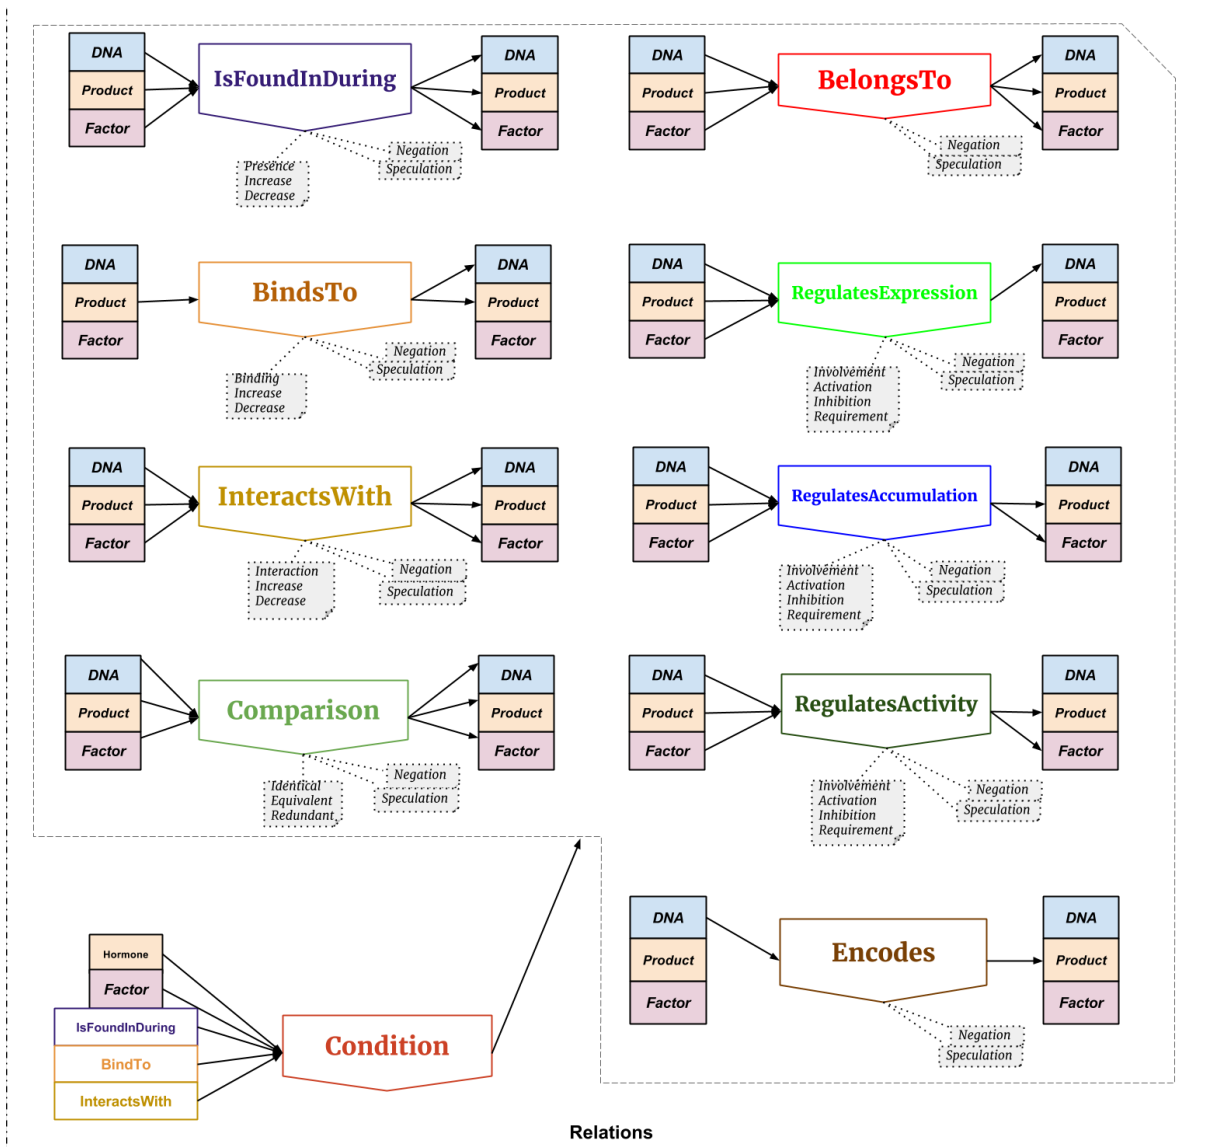 DNA
Product
Factor
IsFoundInDuring
DNA
Product
Factor
Negation
Speculation
Presence
Increase
Decrease
DNA
Product
Factor
BelongsTo
DNA
Product
Factor
Negation
Speculation
DNA
Product
Factor
BindsTo
DNA
Product
Factor
Negation
Speculation
Binding
Increase
Decrease
DNA
Product
Factor
RegulatesExpression
DNA
Product
Factor
Negation
Speculation
Involvement
Activation
Inhibition
Requirement
DNA
Product
Factor
InteractsWith
DNA
Product
Factor
Negation
Speculation
Interaction
Increase
Decrease
DNA
Product
Factor
RegulatesAccumulation
DNA
Product
Factor
Negation
Speculation
Involvement
Activation
Inhibition
Requirement
DNA
Product
Factor
Comparison
DNA
Product
Factor
Negation
Speculation
Identical
Equivalent
Redundant
DNA
Product
Factor
RegulatesActivity
DNA
Product
Factor
Negation
Speculation
Involvement
Activation
Inhibition
Requirement
Hormone
Factor
IsFoundInDuring
BindTo
InteractsWith
Condition
DNA
Product
Factor
Encodes
DNA
Product
Factor
Negation
Speculation
Relations